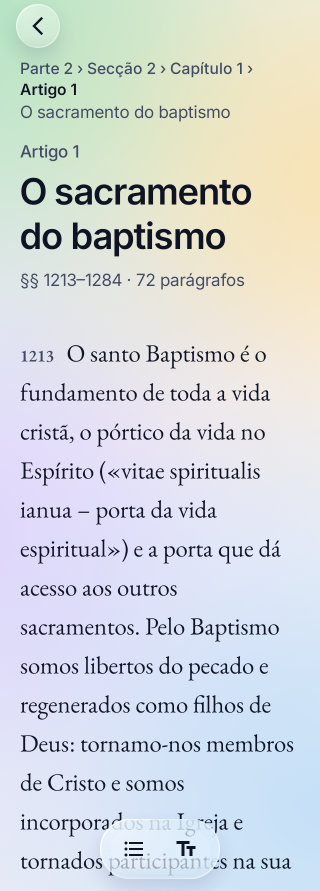 Parte 2 › Secção 2 › Capítulo 1 ›
Artigo 1
O sacramento do baptismo
Artigo 1
O sacramento
do baptismo
§§ 1213–1284 · 72 parágrafos
1213 O santo Baptismo é o
fundamento de toda a vida
cristã, o pórtico da vida no
Espírito («vitae spiritualis
ianua – porta da vida
espiritual») e a porta que dá
acesso aos outros
sacramentos. Pelo Baptismo
somos libertos do pecado e
regenerados como filhos de
Deus: tornamo-nos membros
de Cristo e somos
incorporados na Igreja e
tornados participantes na sua